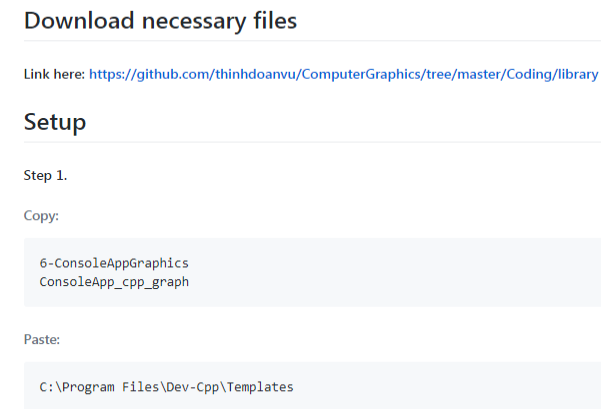 Download necessary files
Link here: https://github.com/thinhdoanvu/ComputerGraphics/tree/master/Coding/library
Setup
Step 1.
Copy:
6-ConsoleAppGraphics
ConsoleApp_cpp_graph
Paste:
C:\Program Files\Dev-Cpp\Templates